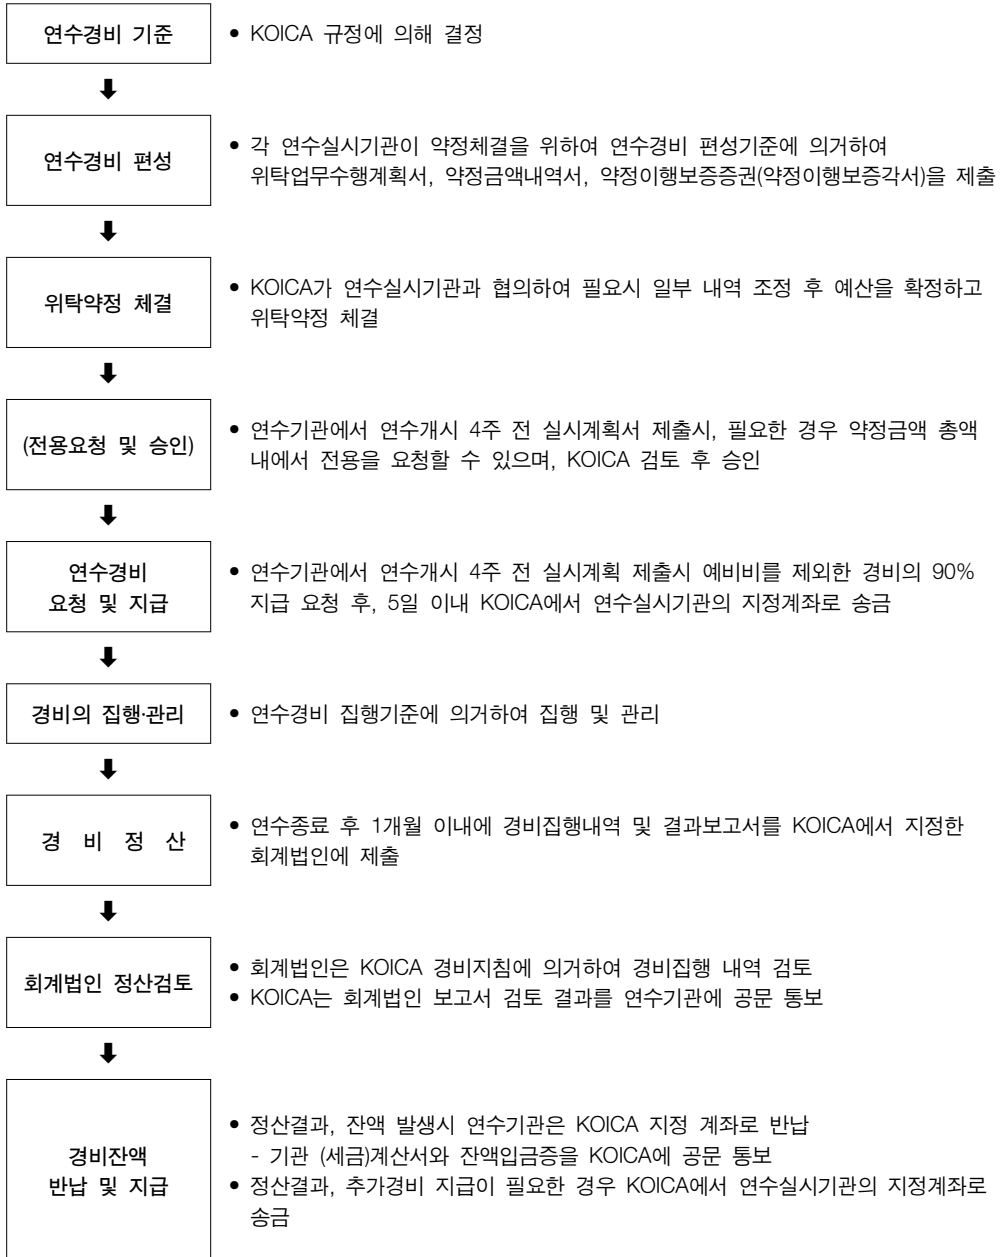 연수경비 기준
• KOICA 규정에 의해 결정
⬇
연수경비 편성
• 각 연수실시기관이 약정체결을 위하여 연수경비 편성기준에 의거하여
위탁업무수행계획서, 약정금액내역서, 약정이행보증증권(약정이행보증각서)을 제출
⬇
위탁약정 체결
• KOICA가 연수실시기관과 협의하여 필요시 일부 내역 조정 후 예산을 확정하고
위탁약정 체결
⬇
(전용요청 및 승인)
• 연수기관에서 연수개시 4주 전 실시계획서 제출시, 필요한 경우 약정금액 총액
내에서 전용을 요청할 수 있으며, KOICA 검토 후 승인
⬇
연수경비
요청 및 지급
• 연수기관에서 연수개시 4주 전 실시계획 제출시 예비비를 제외한 경비의 90%
지급 요청 후, 5일 이내 KOICA에서 연수실시기관의 지정계좌로 송금
⬇
경비의 집행·관리
• 연수경비 집행기준에 의거하여 집행 및 관리
⬇
경 비 정 산
• 연수종료 후 1개월 이내에 경비집행내역 및 결과보고서를 KOICA에서 지정한
회계법인에 제출
⬇
회계법인 정산검토
• 회계법인은 KOICA 경비지침에 의거하여 경비집행 내역 검토
• KOICA는 회계법인 보고서 검토 결과를 연수기관에 공문 통보
⬇
경비잔액
반납 및 지급
• 정산결과, 잔액 발생시 연수기관은 KOICA 지정 계좌로 반납
- 기관 (세금)계산서와 잔액입금증을 KOICA에 공문 통보
• 정산결과, 추가경비 지급이 필요한 경우 KOICA에서 연수실시기관의 지정계좌로
송금